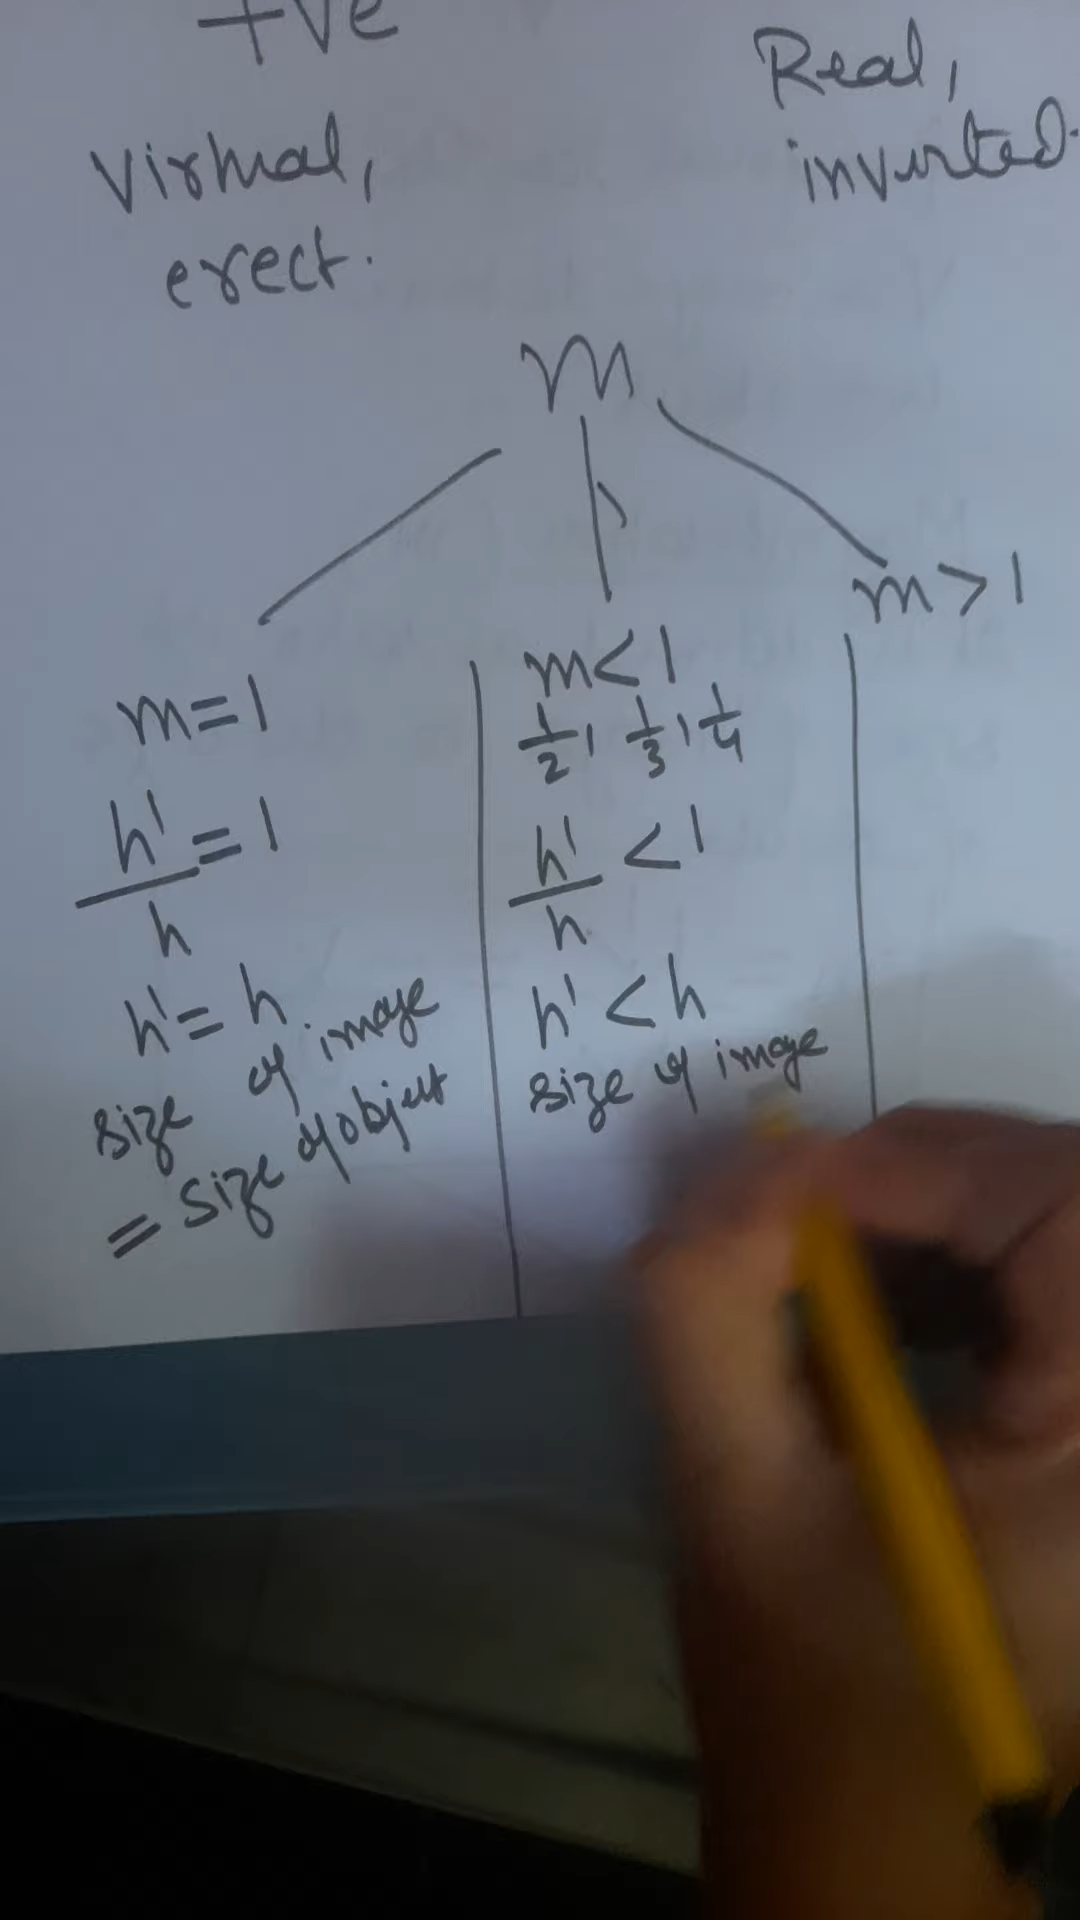 +ve
Real,
inverted.
Virtual,
erect.
m
m = 1
h' = 1
h
h' = h
size of image
= size of object
m < 1
1/2, 1/3, 1/4
h' < 1
h
h' < h
size of image
m > 1